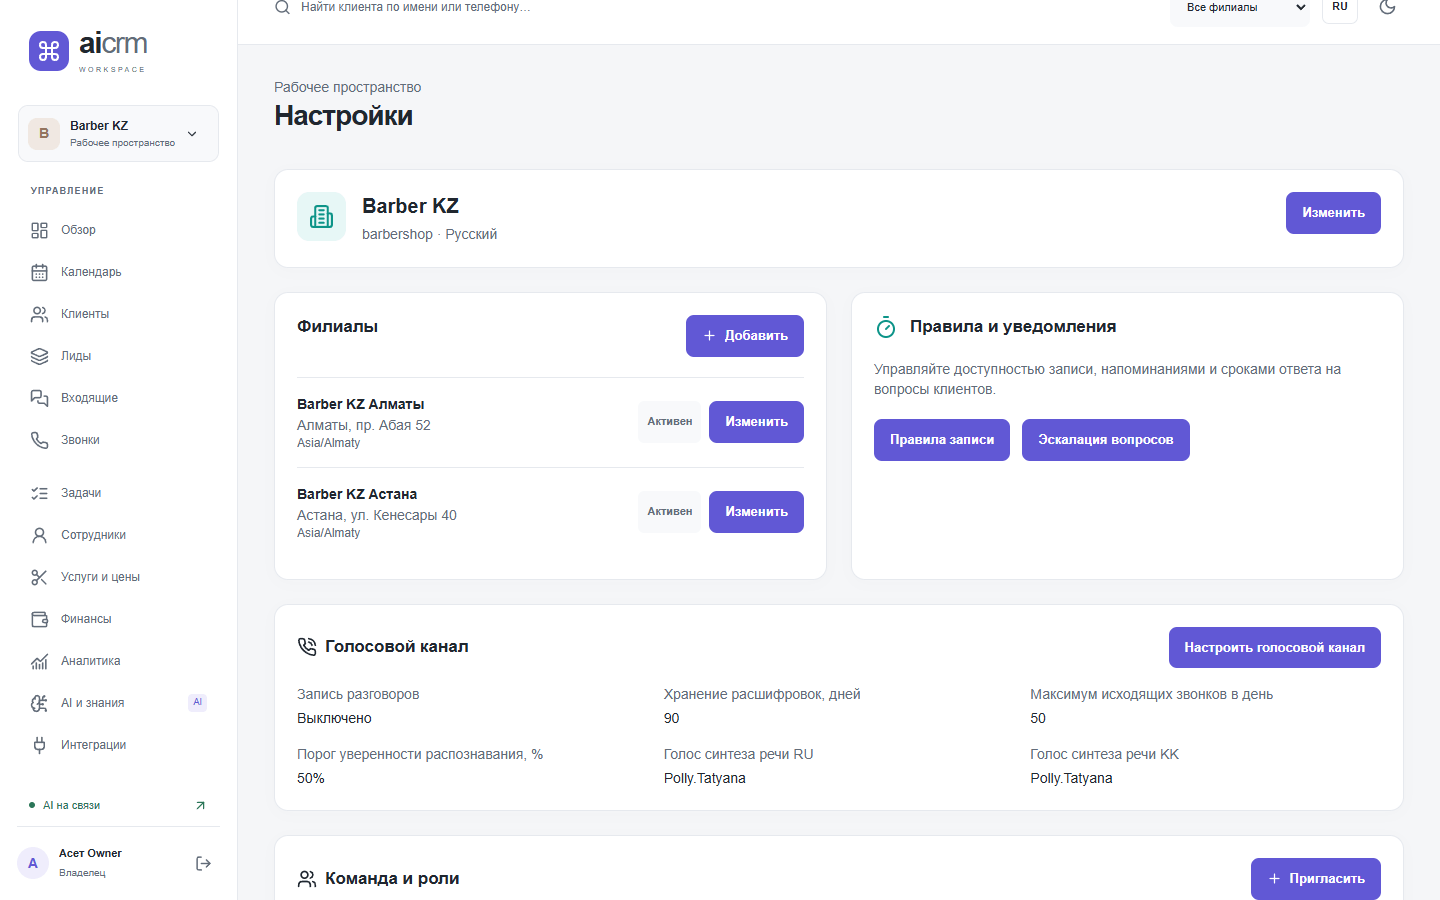 aicrm
WORKSPACE
B
Barber KZ
Рабочее пространство
УПРАВЛЕНИЕ
Обзор
Календарь
Клиенты
Лиды
Входящие
Звонки
Задачи
Сотрудники
Услуги и цены
Финансы
Аналитика
AI и знания
AI
Интеграции
AI на связи
A
Асет Owner
Владелец
Найти клиента по имени или телефону...
Все филиалы
RU
Рабочее пространство
Настройки
Barber KZ
barbershop · Русский
Изменить
Филиалы
Добавить
Barber KZ Алматы
Алматы, пр. Абая 52
Asia/Almaty
Активен
Изменить
Barber KZ Астана
Астана, ул. Кенесары 40
Asia/Almaty
Активен
Изменить
Правила и уведомления
Управляйте доступностью записи, напоминаниями и сроками ответа на
вопросы клиентов.
Правила записи
Эскалация вопросов
Голосовой канал
Настроить голосовой канал
Запись разговоров
Выключено
Хранение расшифровок, дней
90
Максимум исходящих звонков в день
50
Порог уверенности распознавания, %
50%
Голос синтеза речи RU
Polly.Tatyana
Голос синтеза речи KK
Polly.Tatyana
Команда и роли
Пригласить